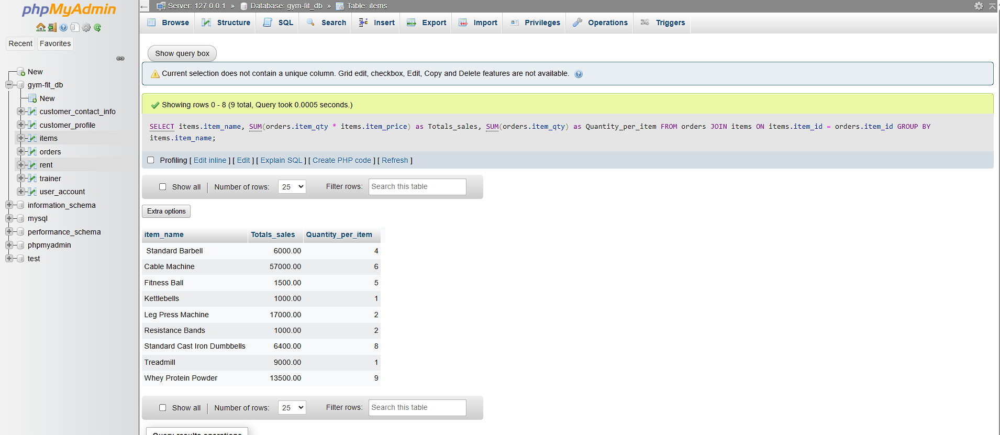 phpMyAdmin
Recent Favorites
New
gym-fit_db
New
customer_contact_info
customer_profile
items
orders
rent
trainer
user_account
information_schema
mysql
performance_schema
phpmyadmin
test
Server: 127.0.0.1 » Database: gym-fit_db » Table: items
Browse Structure SQL Search Insert Export Import Privileges Operations Triggers
Show query box
Current selection does not contain a unique column. Grid edit, checkbox, Edit, Copy and Delete features are not available.
Showing rows 0 - 8 (9 total, Query took 0.0005 seconds.)
SELECT items.item_name, SUM(orders.item_qty * items.item_price) as Totals_sales, SUM(orders.item_qty) as Quantity_per_item FROM orders JOIN items ON items.item_id = orders.item_id GROUP BY
items.item_name;
Profiling [ Edit inline ] [ Edit ] [ Explain SQL ] [ Create PHP code ] [ Refresh ]
Show all | Number of rows: 25 Filter rows: Search this table
Extra options
item_name Totals_sales Quantity_per_item
Standard Barbell 6000.00 4
Cable Machine 57000.00 6
Fitness Ball 1500.00 5
Kettlebells 1000.00 1
Leg Press Machine 17000.00 2
Resistance Bands 1000.00 2
Standard Cast Iron Dumbbells 6400.00 8
Treadmill 9000.00 1
Whey Protein Powder 13500.00 9
Show all | Number of rows: 25 Filter rows: Search this table
Query results operations